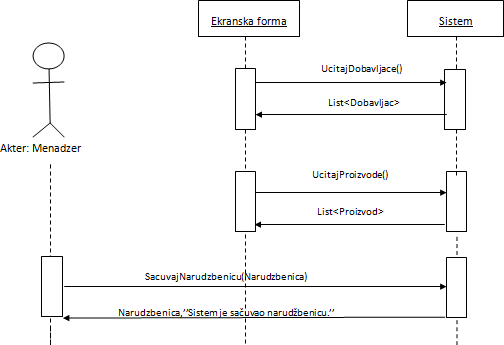 Ekranska forma
Sistem
UcitajDobavljace()
List<Dobavljac>
Akter: Menadzer
UcitajProizvode()
List<Proizvod>
SacuvajNarudzbenicu(Narudzbenica)
Narudzbenica,’’Sistem je sačuvao narudžbenicu.’’